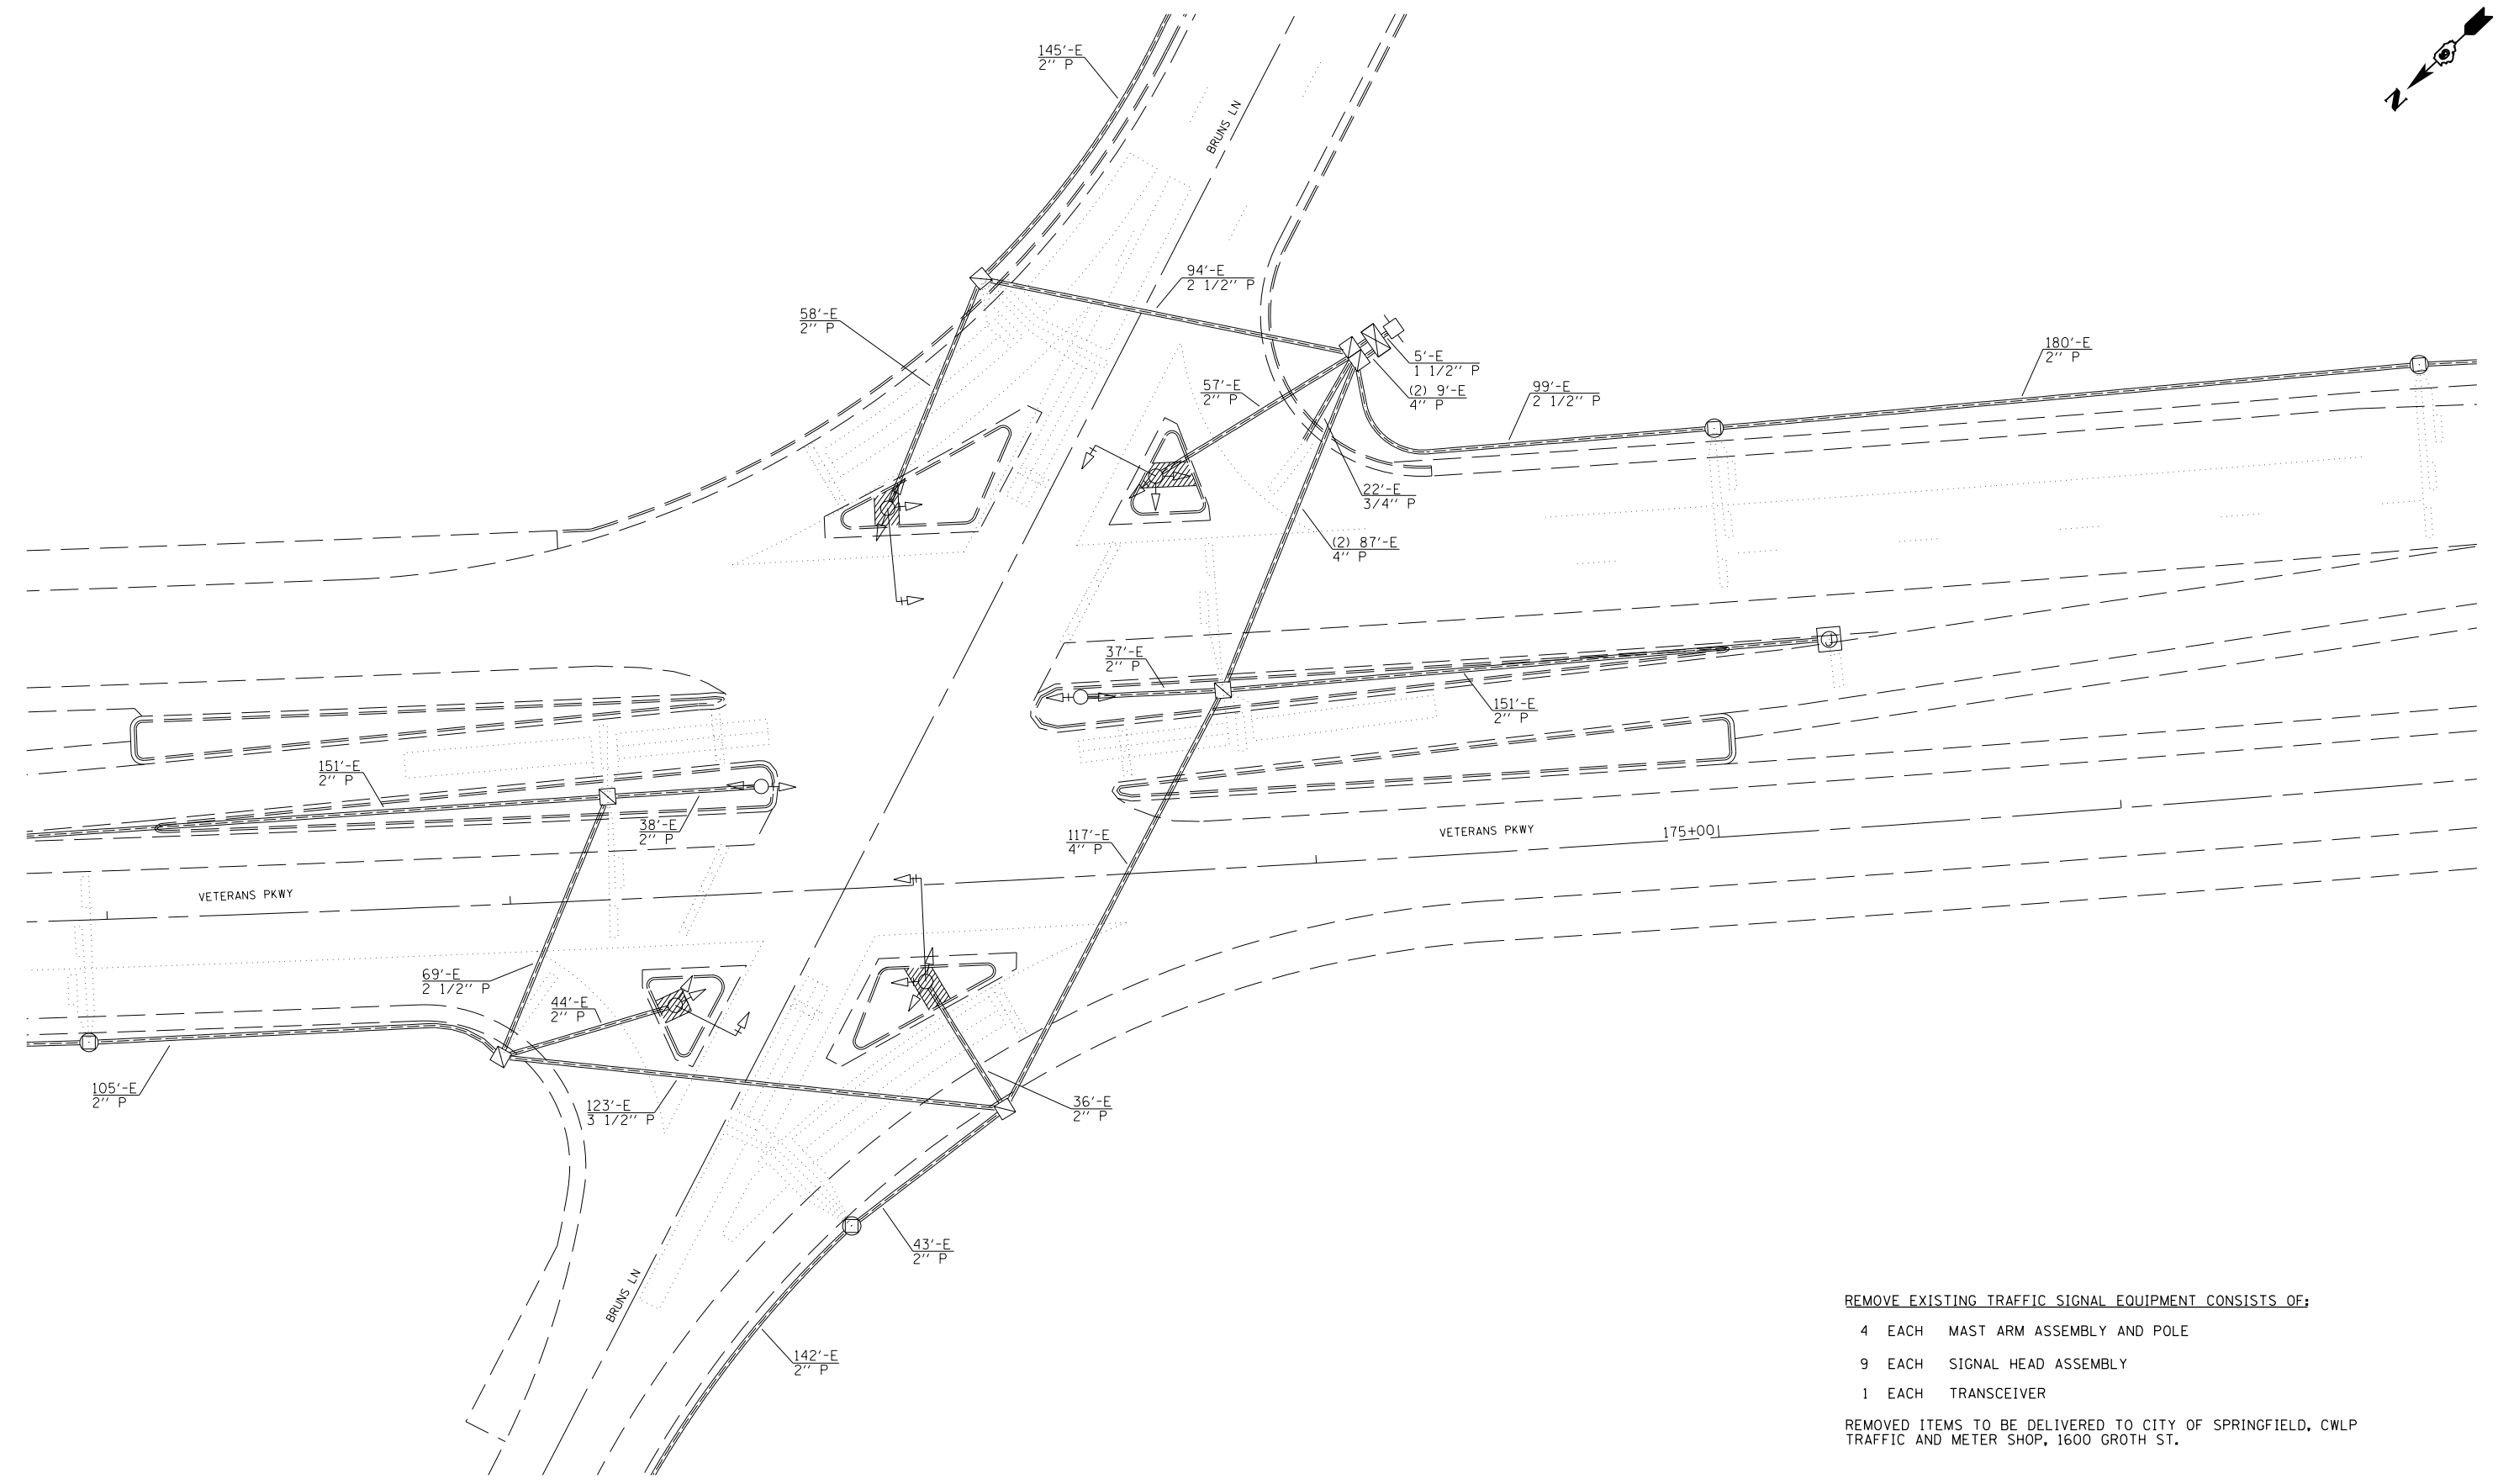 145'-E
2'' P
N
BRUNS LN
94'-E
2 1/2'' P
58'-E
2'' P
5'-E
1 1/2'' P
180'-E
2'' P
57'-E
2'' P
(2) 9'-E
4'' P
99'-E
2 1/2'' P
22'-E
3/4'' P
(2) 87'-E
4'' P
37'-E
2'' P
151'-E
2'' P
151'-E
2'' P
38'-E
2'' P
117'-E
4'' P
VETERANS PKWY
175+00
VETERANS PKWY
69'-E
2 1/2'' P
44'-E
2'' P
105'-E
2'' P
123'-E
3 1/2'' P
36'-E
2'' P
43'-E
2'' P
BRUNS LN
142'-E
2'' P
REMOVE EXISTING TRAFFIC SIGNAL EQUIPMENT CONSISTS OF:
4 EACH MAST ARM ASSEMBLY AND POLE
9 EACH SIGNAL HEAD ASSEMBLY
1 EACH TRANSCEIVER
REMOVED ITEMS TO BE DELIVERED TO CITY OF SPRINGFIELD, CWLP
TRAFFIC AND METER SHOP, 1600 GROTH ST.